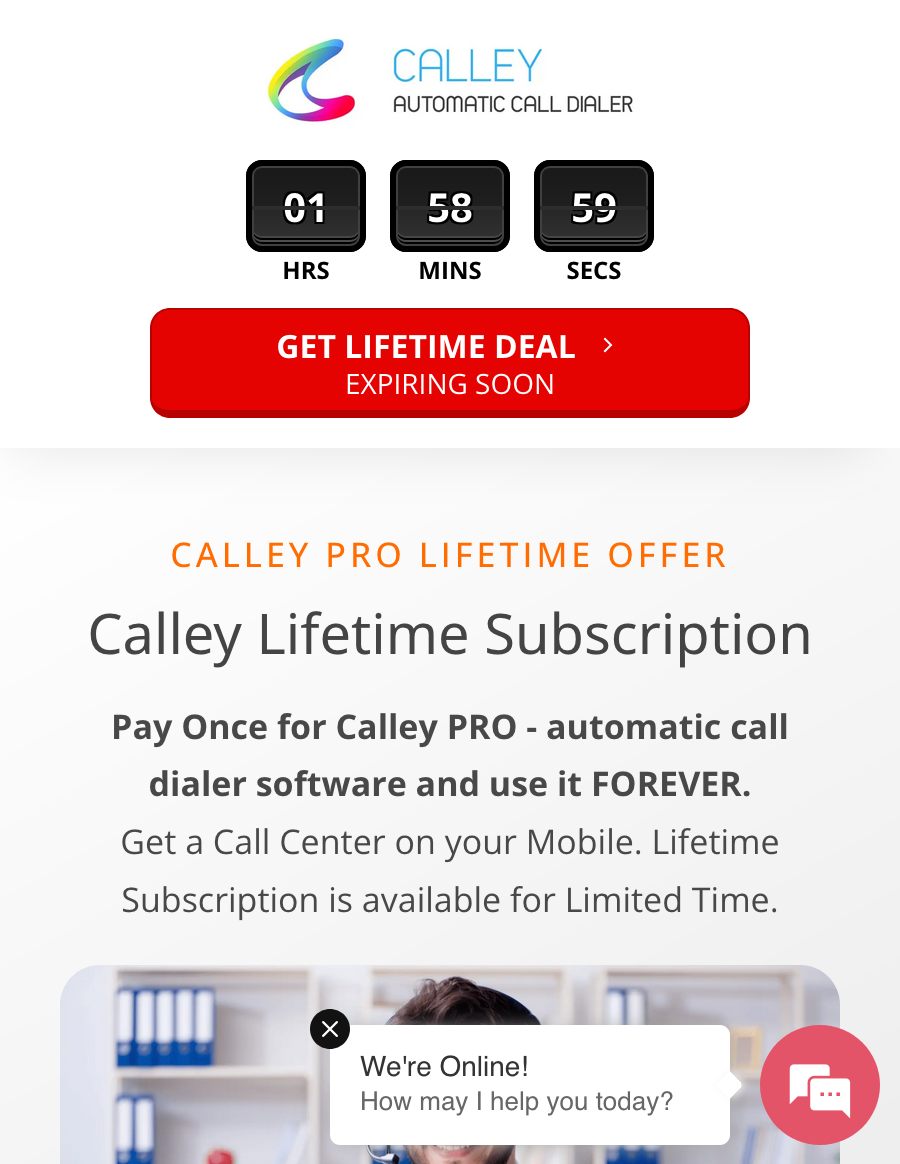 CALLEY
AUTOMATIC CALL DIALER
01 58 59
HRS MINS SECS
GET LIFETIME DEAL
EXPIRING SOON
CALLEY PRO LIFETIME OFFER
Calley Lifetime Subscription
Pay Once for Calley PRO - automatic call
dialer software and use it FOREVER.
Get a Call Center on your Mobile. Lifetime
Subscription is available for Limited Time.
We're Online!
How may I help you today?